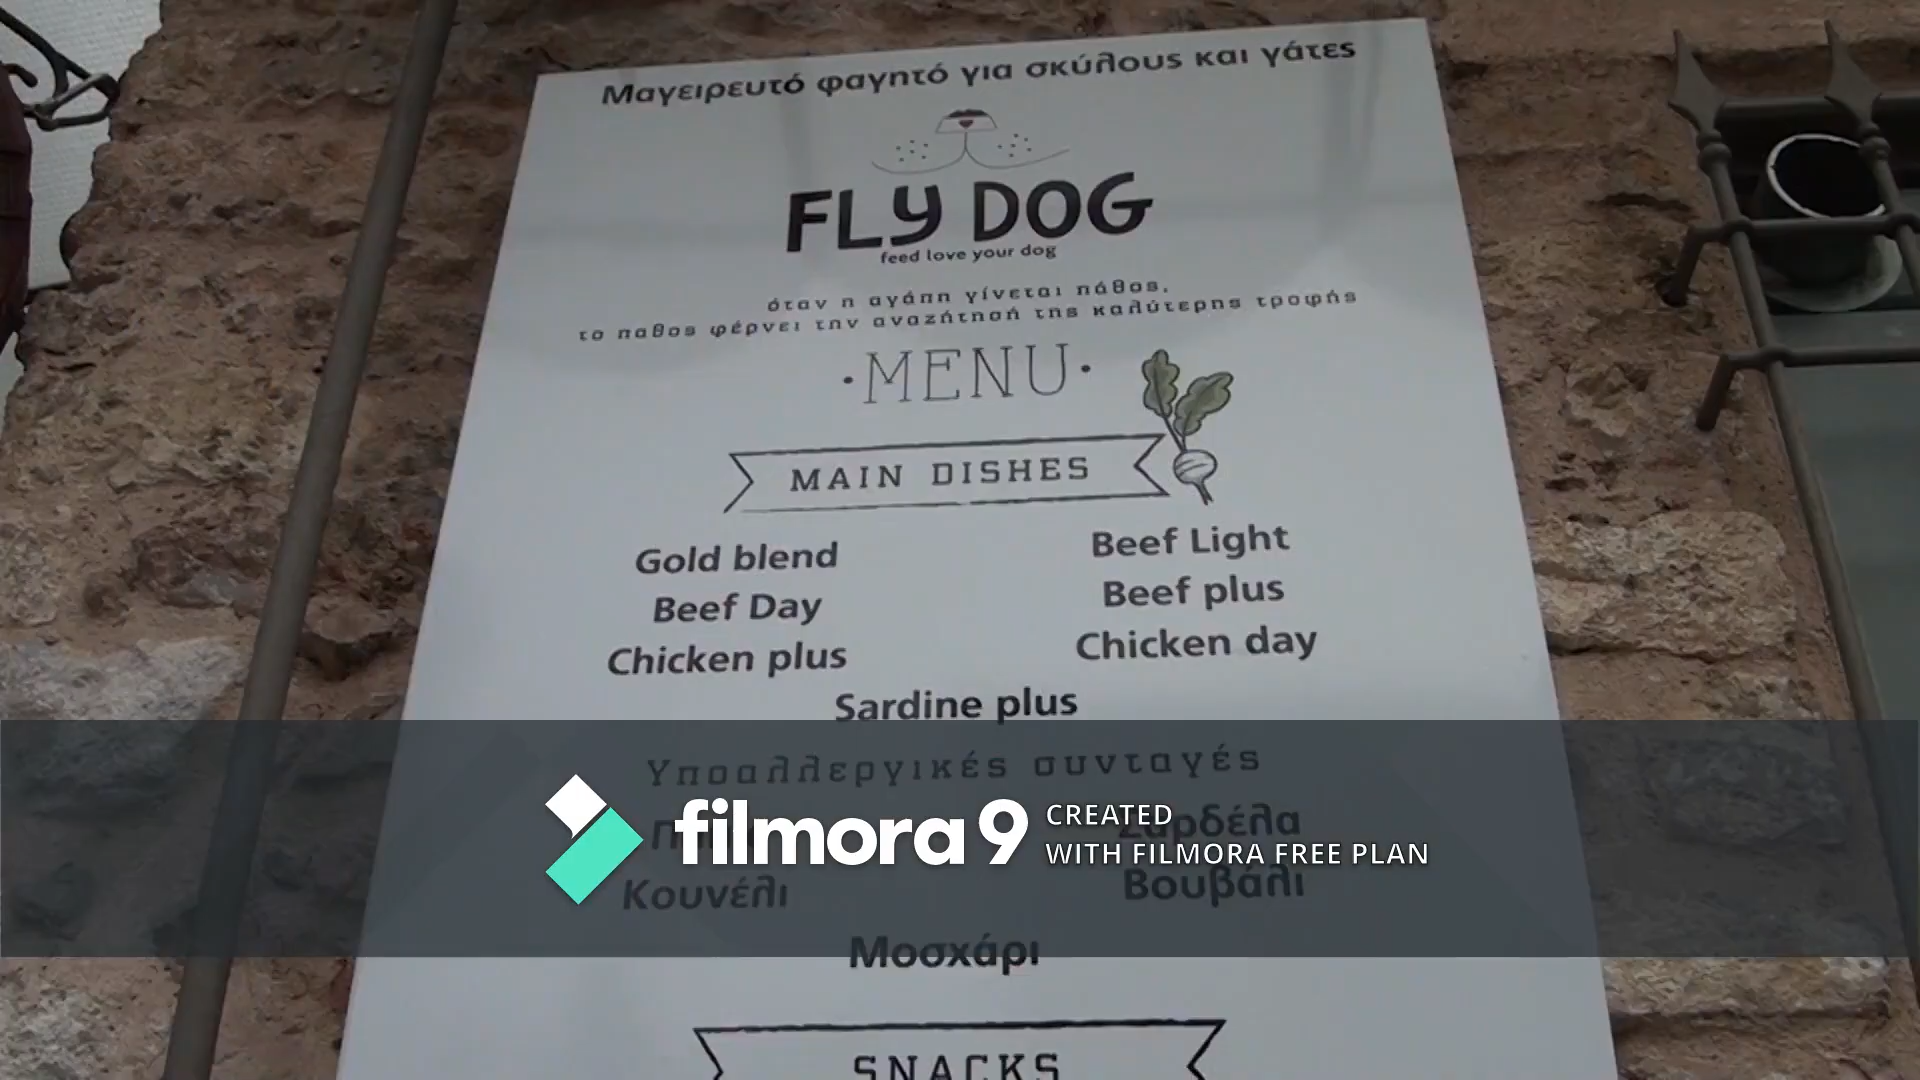 Μαγειρευτό φαγητό για σκύλους και γάτες
FLY DOG
feed love your dog
όταν η αγάπη γίνεται πάθος,
το παθος φέρνει την αναζήτησή της καλύτερης τροφής
·MENU·
MAIN DISHES
Gold blend
Beef Light
Beef Day
Beef plus
Chicken plus
Chicken day
Sardine plus
Υποαλλεργικές συνταγές
Σαρδέλα
filmora 9
CREATED
WITH FILMORA FREE PLAN
Κουνέλι
Βουβάλι
Μοσχάρι
SNACKS